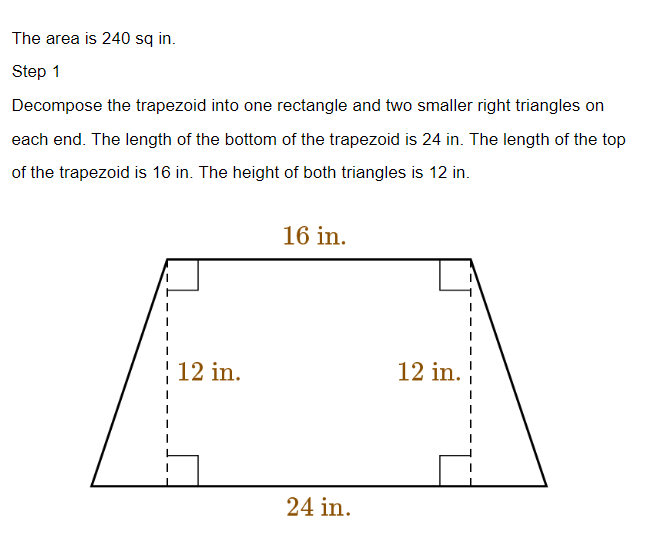 The area is 240 sq in.
Step 1
Decompose the trapezoid into one rectangle and two smaller right triangles on
each end. The length of the bottom of the trapezoid is 24 in. The length of the top
of the trapezoid is 16 in. The height of both triangles is 12 in.
16 in.
12 in. 12 in.
24 in.